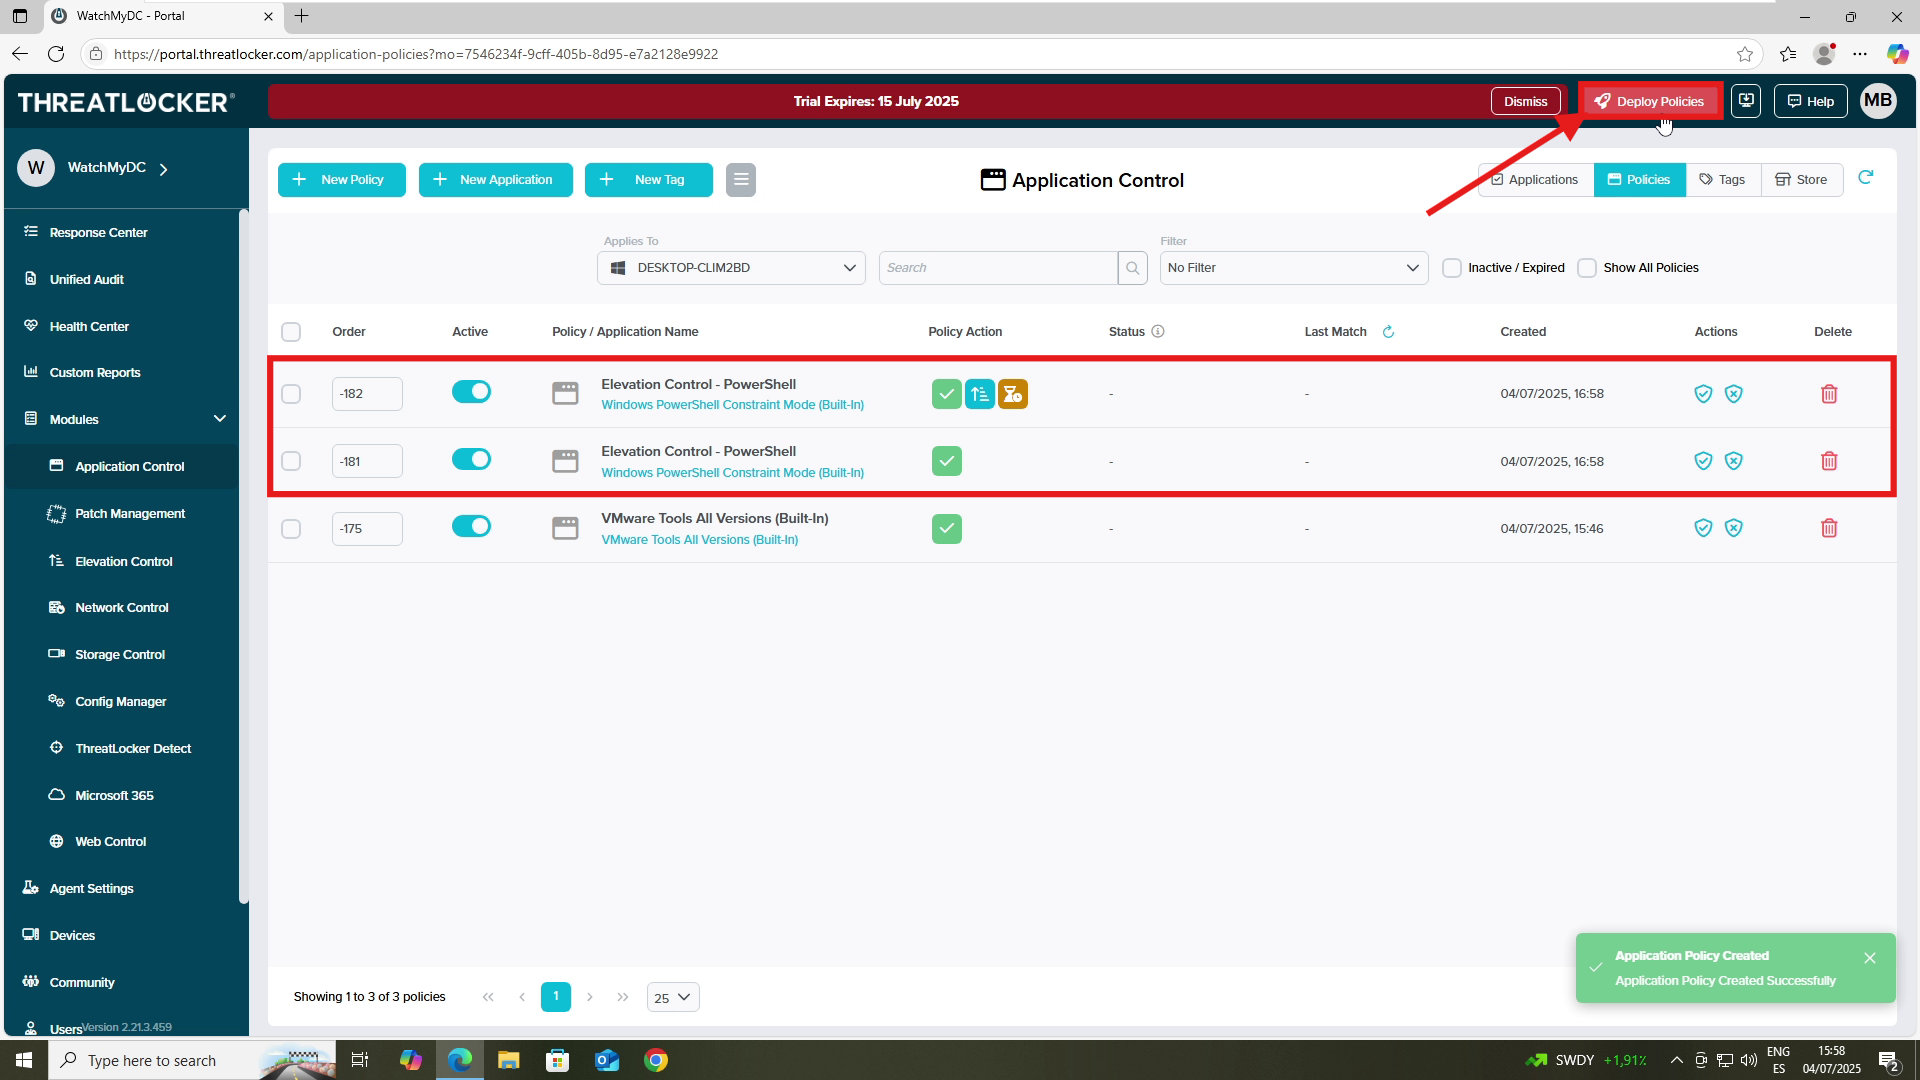 WatchMyDC - Portal
https://portal.threatlocker.com/application-policies?mo=7546234f-9cff-405b-8d95-e7a2128e9922
THREATLOCKER®
Trial Expires: 15 July 2025
Dismiss
Deploy Policies
Help
MB
W
WatchMyDC
New Policy
New Application
New Tag
Application Control
Applications
Policies
Tags
Store
Response Center
Unified Audit
Health Center
Custom Reports
Modules
Application Control
Patch Management
Elevation Control
Network Control
Storage Control
Config Manager
ThreatLocker Detect
Microsoft 365
Web Control
Agent Settings
Devices
Community
Users
Version 2.21.3.459
Applies To
DESKTOP-CLIM2BD
Search
Filter
No Filter
Inactive / Expired
Show All Policies
Order
Active
Policy / Application Name
Policy Action
Status
Last Match
Created
Actions
Delete
-182
Elevation Control - PowerShell
Windows PowerShell Constraint Mode (Built-In)
-
-
04/07/2025, 16:58
-181
Elevation Control - PowerShell
Windows PowerShell Constraint Mode (Built-In)
-
-
04/07/2025, 16:58
-175
VMware Tools All Versions (Built-In)
VMware Tools All Versions (Built-In)
-
-
04/07/2025, 15:46
Showing 1 to 3 of 3 policies
1
25
Application Policy Created
Application Policy Created Successfully
Type here to search
SWDY +1,91%
ENG
ES
15:58
04/07/2025
2